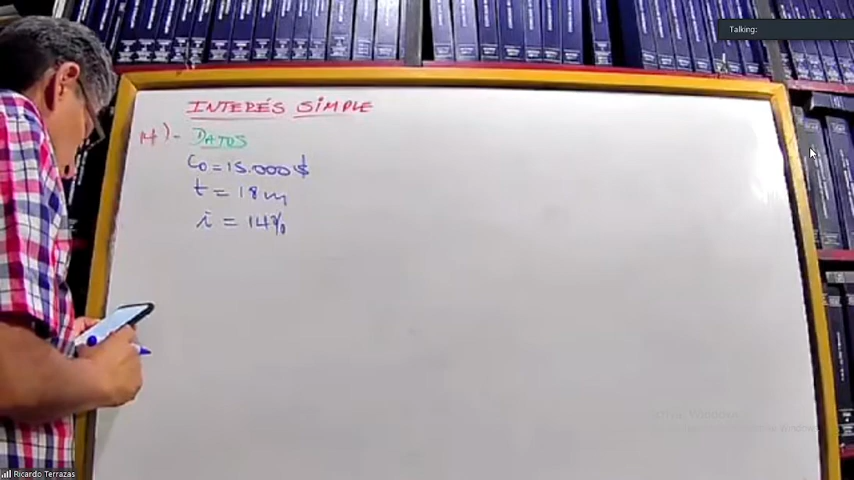 Talking:
INTERÉS SIMPLE
14)- DATOS
C0 = 15.000 $
t = 18 m
i = 14%
Ricardo Terrazas